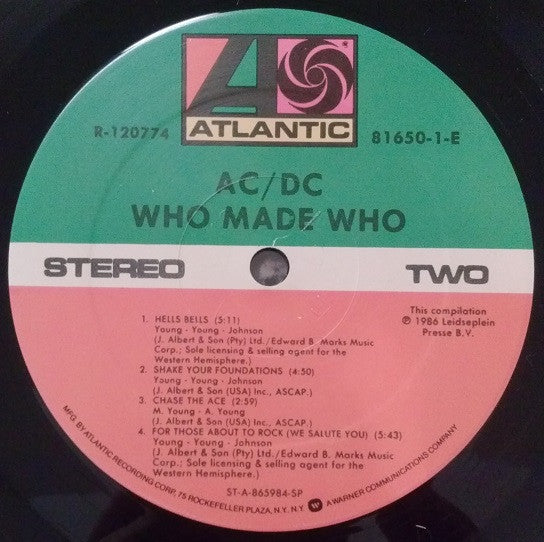 A
ATLANTIC
R-120774
81650-1-E
AC/DC
WHO MADE WHO
STEREO
TWO
This compilation
℗ 1986 Leidseplein
Presse B.V.
1. HELLS BELLS (5:11)
Young - Young - Johnson
(J. Albert & Son (Pty) Ltd./Edward B. Marks Music
Corp.; Sole licensing & selling agent for the
Western Hemisphere.)
2. SHAKE YOUR FOUNDATIONS (4:50)
Young - Young - Johnson
(J. Albert & Son (USA) Inc., ASCAP.)
3. CHASE THE ACE (2:59)
M. Young - A. Young
(J. Albert & Son (USA) Inc., ASCAP.)
4. FOR THOSE ABOUT TO ROCK (WE SALUTE YOU) (5:43)
Young - Young - Johnson
(J. Albert & Son (Pty) Ltd./Edward B. Marks Music
Corp.; Sole licensing & selling agent for the
Western Hemisphere.)
ST-A-865984-SP
MFG. BY ATLANTIC RECORDING CORP., 75 ROCKEFELLER PLAZA, N.Y. N.Y. A WARNER COMMUNICATIONS COMPANY